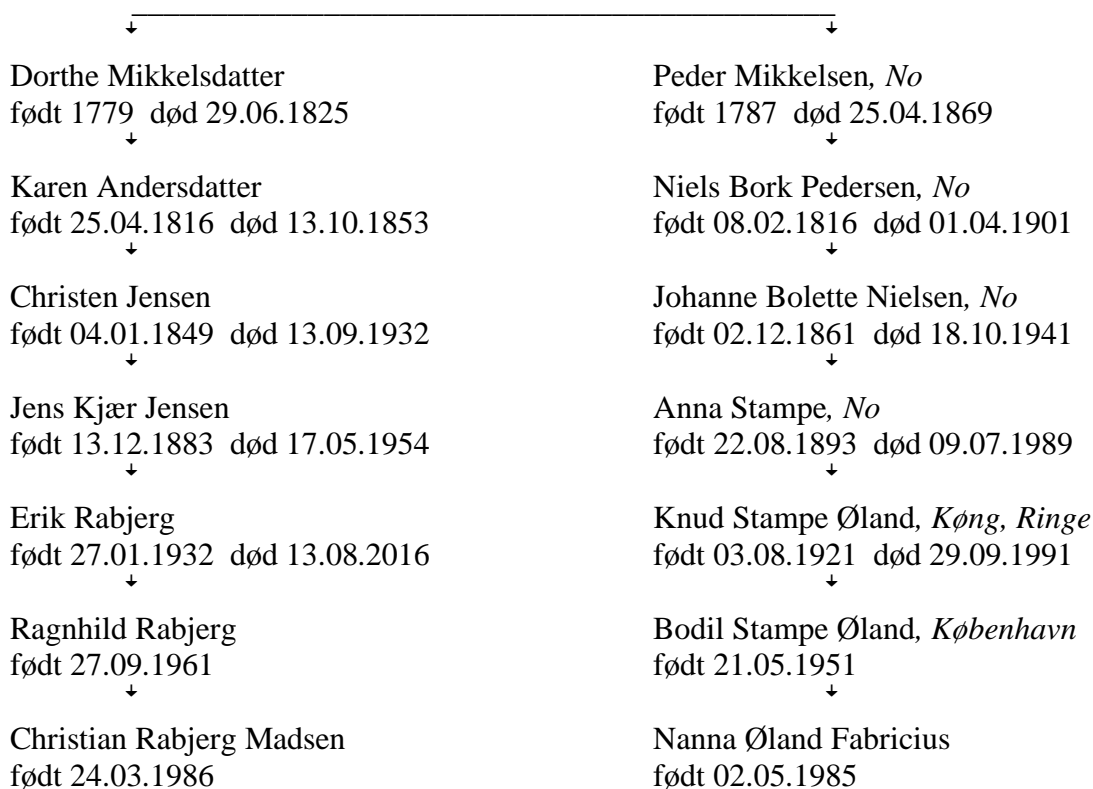 Dorthe Mikkelsdatter
født 1779 død 29.06.1825
Karen Andersdatter
født 25.04.1816 død 13.10.1853
Christen Jensen
født 04.01.1849 død 13.09.1932
Jens Kjær Jensen
født 13.12.1883 død 17.05.1954
Erik Rabjerg
født 27.01.1932 død 13.08.2016
Ragnhild Rabjerg
født 27.09.1961
Christian Rabjerg Madsen
født 24.03.1986
Peder Mikkelsen, No
født 1787 død 25.04.1869
Niels Bork Pedersen, No
født 08.02.1816 død 01.04.1901
Johanne Bolette Nielsen, No
født 02.12.1861 død 18.10.1941
Anna Stampe, No
født 22.08.1893 død 09.07.1989
Knud Stampe Øland, Køng, Ringe
født 03.08.1921 død 29.09.1991
Bodil Stampe Øland, København
født 21.05.1951
Nanna Øland Fabricius
født 02.05.1985